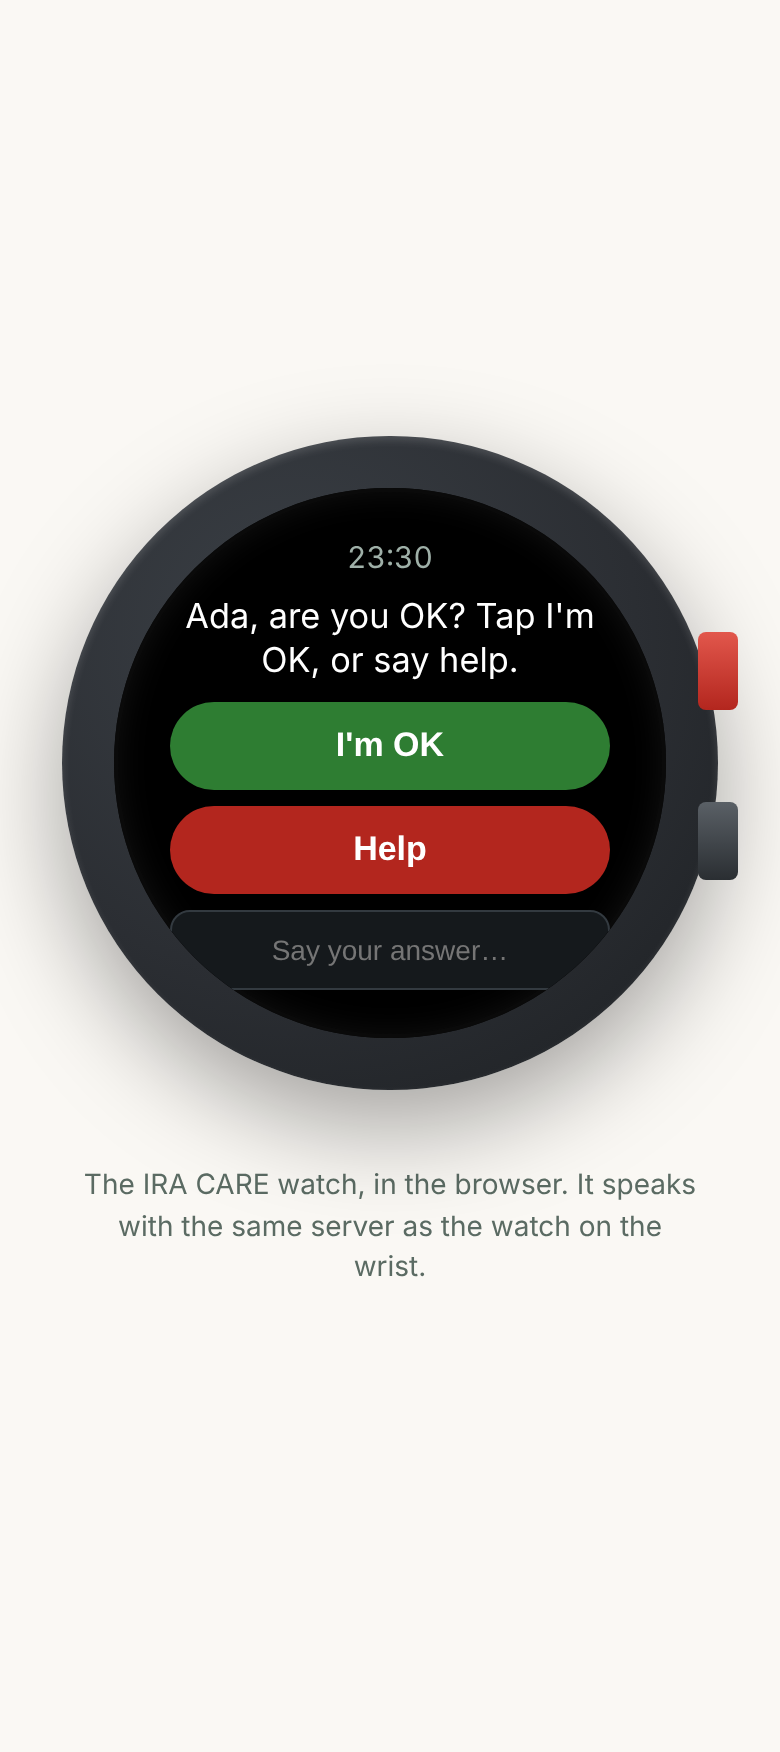 23:30
Ada, are you OK? Tap I'm
OK, or say help.
I'm OK
Help
Say your answer…
The IRA CARE watch, in the browser. It speaks
with the same server as the watch on the
wrist.